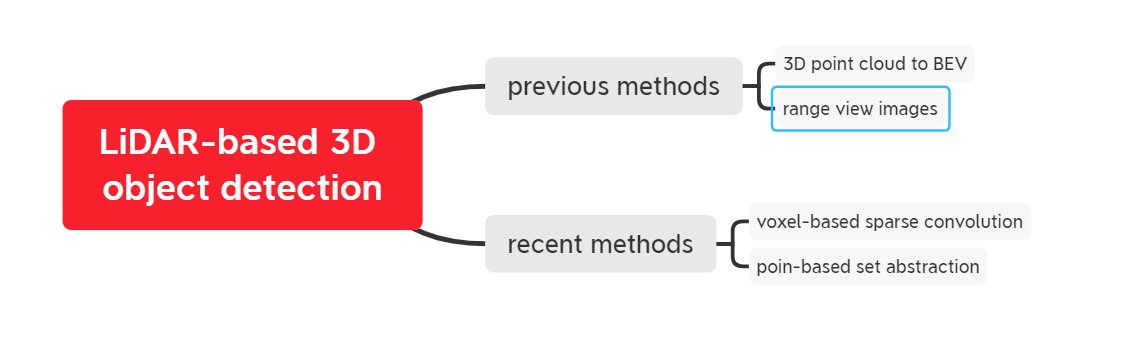 LiDAR-based 3D
object detection
previous methods
3D point cloud to BEV
range view images
recent methods
voxel-based sparse convolution
poin-based set abstraction